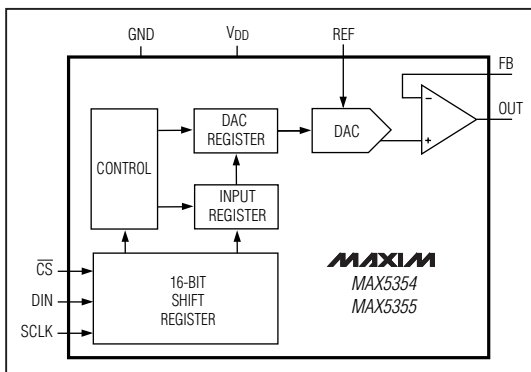 GND
VDD
REF
FB
OUT
DAC
REGISTER
DAC
CONTROL
INPUT
REGISTER
CS
DIN
SCLK
16-BIT
SHIFT
REGISTER
MAXIM
MAX5354
MAX5355
−
+